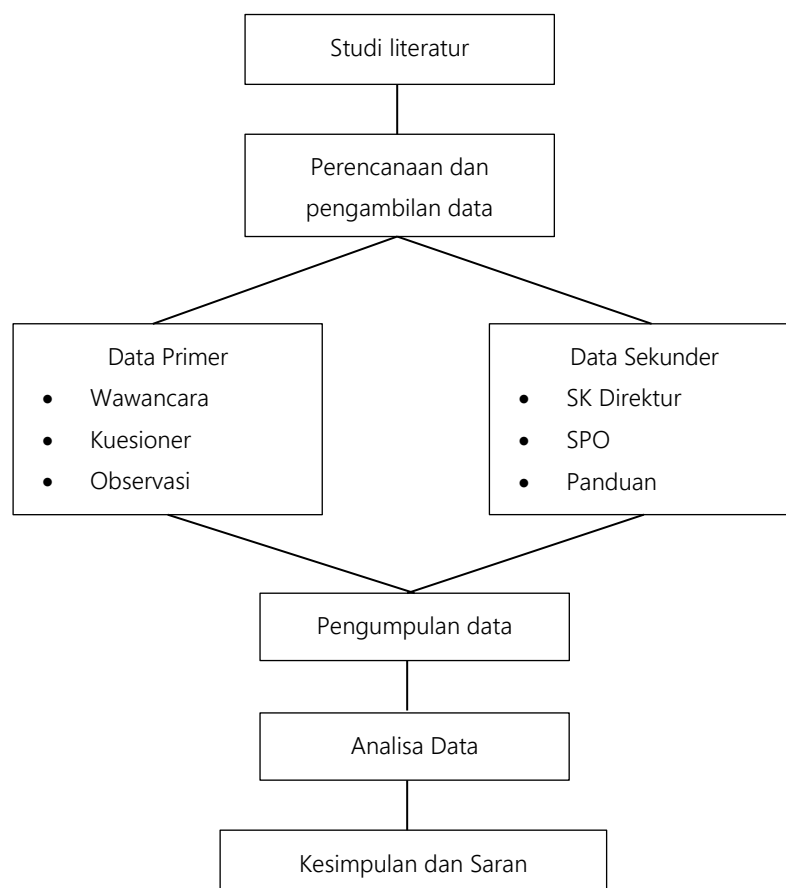 Studi literatur
Perencanaan dan
pengambilan data
Data Primer
• Wawancara
• Kuesioner
• Observasi
Data Sekunder
• SK Direktur
• SPO
• Panduan
Pengumpulan data
Analisa Data
Kesimpulan dan Saran